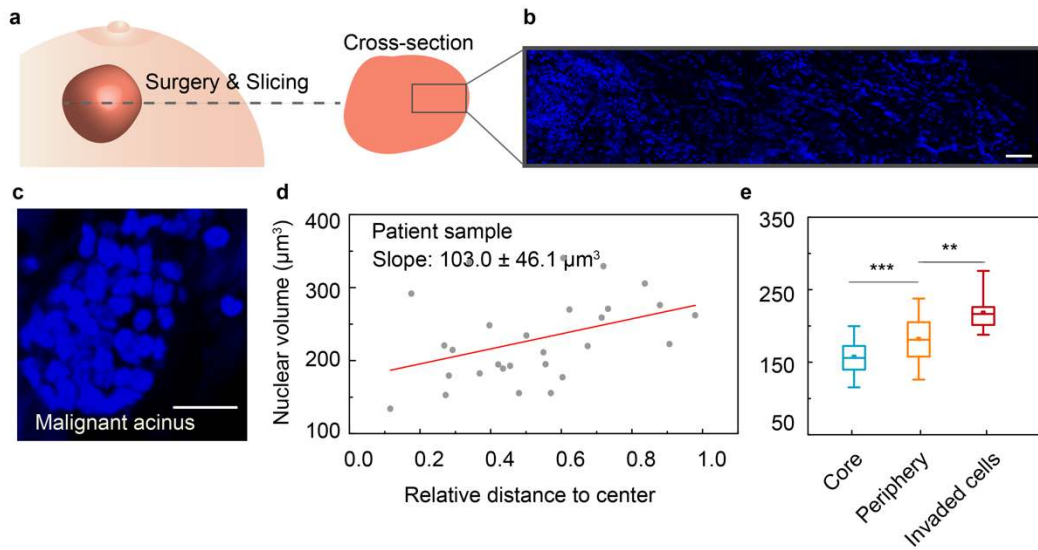 a
b
Surgery & Slicing
Cross-section
c
Malignant acinus
d
Patient sample
Slope: 103.0 ± 46.1 µm³
Nuclear volume (µm³)
400
300
200
100
0.0 0.2 0.4 0.6 0.8 1.0
Relative distance to center
e
350
250
150
50
***
**
Core
Periphery
Invaded cells